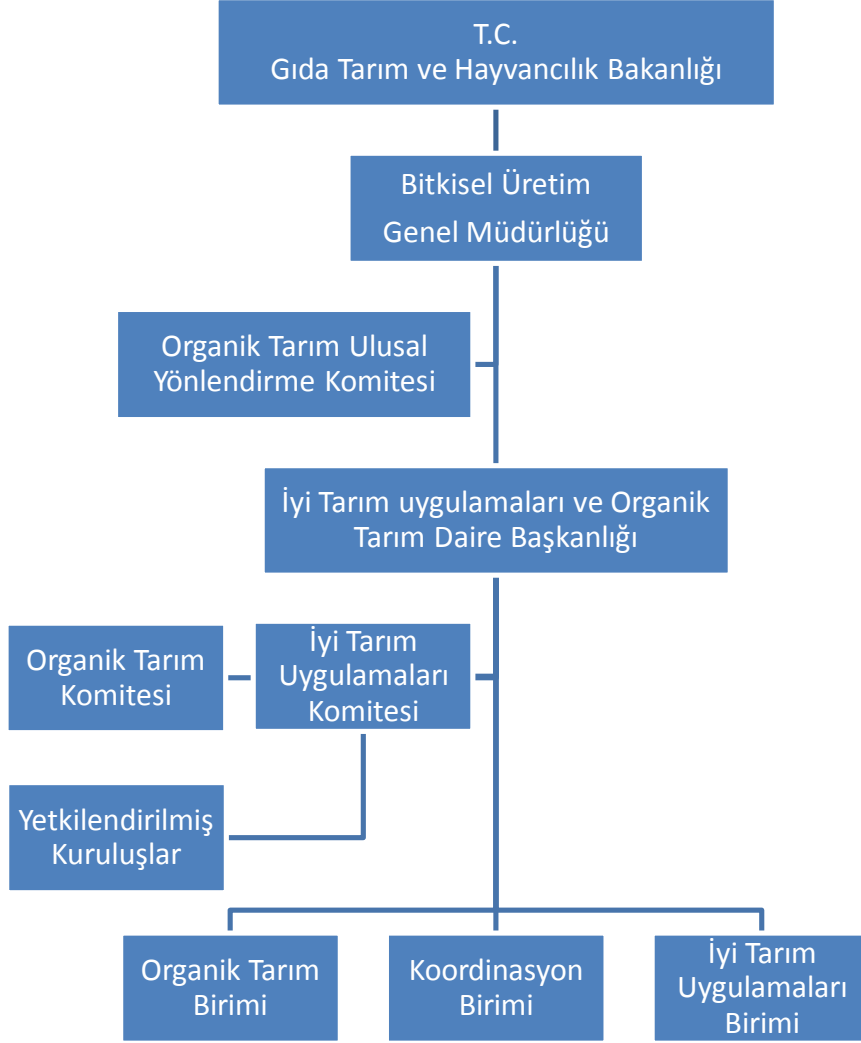 T.C.
Gıda Tarım ve Hayvancılık Bakanlığı
Bitkisel Üretim
Genel Müdürlüğü
Organik Tarım Ulusal
Yönlendirme Komitesi
İyi Tarım uygulamaları ve Organik
Tarım Daire Başkanlığı
Organik Tarım
Komitesi
İyi Tarım
Uygulamaları
Komitesi
Yetkilendirilmiş
Kuruluşlar
Organik Tarım
Birimi
Koordinasyon
Birimi
İyi Tarım
Uygulamaları
Birimi